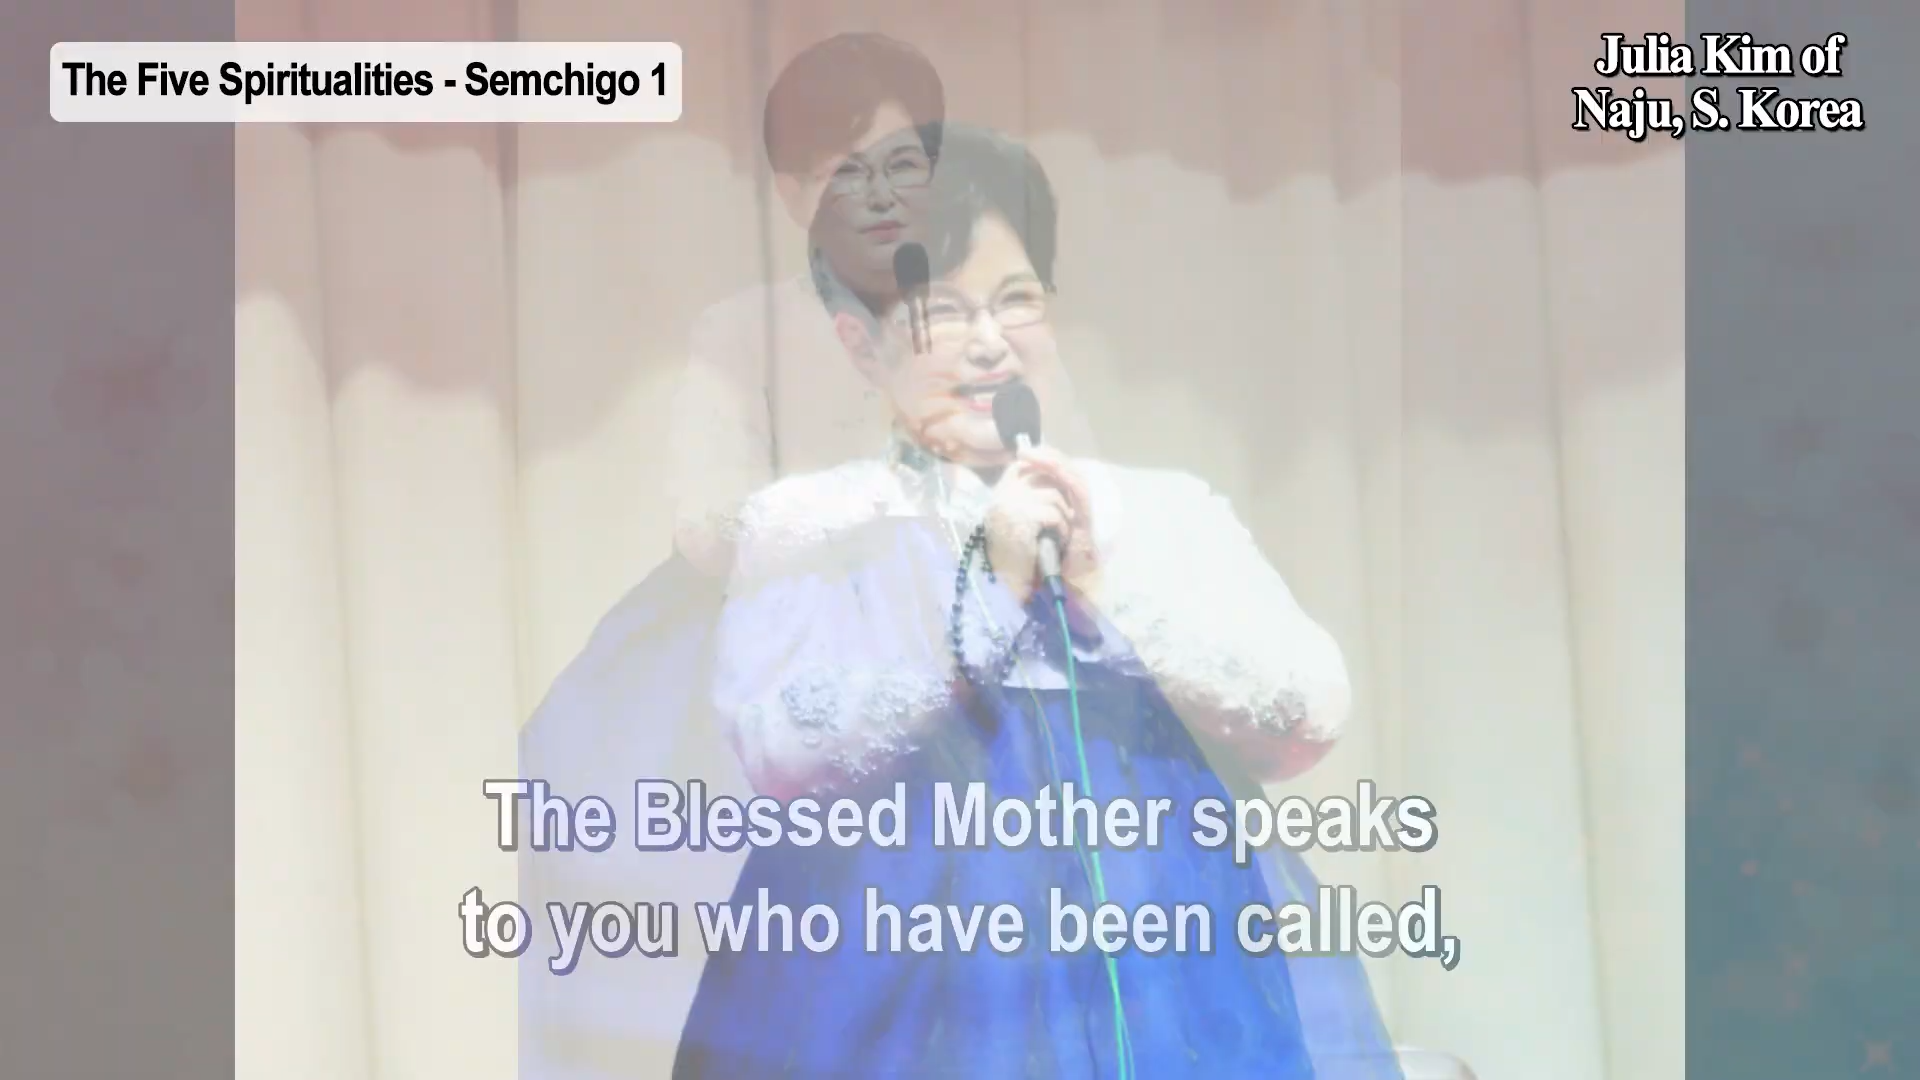 The Five Spiritualities - Semchigo 1
Julia Kim of
Naju, S. Korea
The Blessed Mother speaks
to you who have been called,